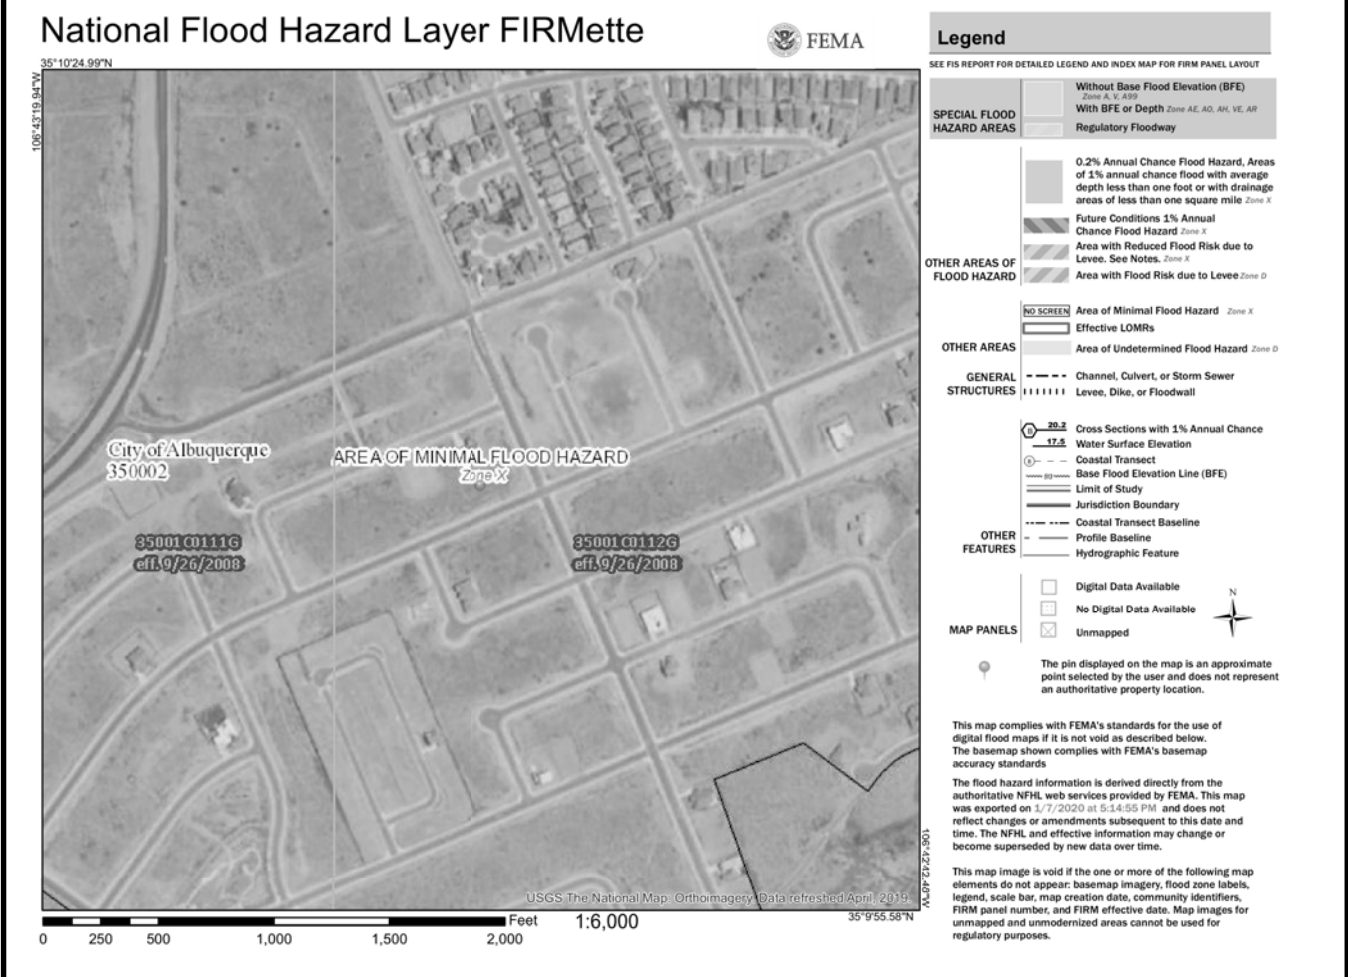 National Flood Hazard Layer FIRMette
FEMA
Legend
35°10'24.99"N
SEE FIS REPORT FOR DETAILED LEGEND AND INDEX MAP FOR FIRM PANEL LAYOUT
106°43'19.94"W
SPECIAL FLOOD
HAZARD AREAS
Without Base Flood Elevation (BFE)
Zone A, V, A99
With BFE or Depth Zone AE, AO, AH, VE, AR
Regulatory Floodway
0.2% Annual Chance Flood Hazard, Areas
of 1% annual chance flood with average
depth less than one foot or with drainage
areas of less than one square mile Zone X
Future Conditions 1% Annual
Chance Flood Hazard Zone X
Area with Reduced Flood Risk due to
Levee. See Notes. Zone X
Area with Flood Risk due to Levee Zone D
OTHER AREAS OF
FLOOD HAZARD
NO SCREEN Area of Minimal Flood Hazard Zone X
Effective LOMRs
OTHER AREAS
Area of Undetermined Flood Hazard Zone D
GENERAL
STRUCTURES
Channel, Culvert, or Storm Sewer
Levee, Dike, or Floodwall
B 20.2 Cross Sections with 1% Annual Chance
17.5 Water Surface Elevation
8 Coastal Transect
Base Flood Elevation Line (BFE)
Limit of Study
Jurisdiction Boundary
Coastal Transect Baseline
OTHER
FEATURES
Profile Baseline
Hydrographic Feature
Digital Data Available
No Digital Data Available
MAP PANELS
Unmapped
N
The pin displayed on the map is an approximate
point selected by the user and does not represent
an authoritative property location.
This map complies with FEMA's standards for the use of
digital flood maps if it is not void as described below.
The basemap shown complies with FEMA's basemap
accuracy standards
The flood hazard information is derived directly from the
authoritative NFHL web services provided by FEMA. This map
was exported on 1/7/2020 at 5:14:55 PM and does not
reflect changes or amendments subsequent to this date and
time. The NFHL and effective information may change or
become superseded by new data over time.
This map image is void if the one or more of the following map
elements do not appear: basemap imagery, flood zone labels,
legend, scale bar, map creation date, community identifiers,
FIRM panel number, and FIRM effective date. Map images for
unmapped and unmodernized areas cannot be used for
regulatory purposes.
City of Albuquerque
350002
AREA OF MINIMAL FLOOD HAZARD
Zone X
35001C0111G
eff. 9/26/2008
35001C0112G
eff. 9/26/2008
106°42'42.48"W
USGS The National Map: Orthoimagery. Data refreshed April, 2019.
35°9'55.58"N
Feet 1:6,000
0 250 500 1,000 1,500 2,000